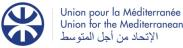 Union pour la Méditerranée
Union for the Mediterranean
الإتحاد من أجل المتوسط